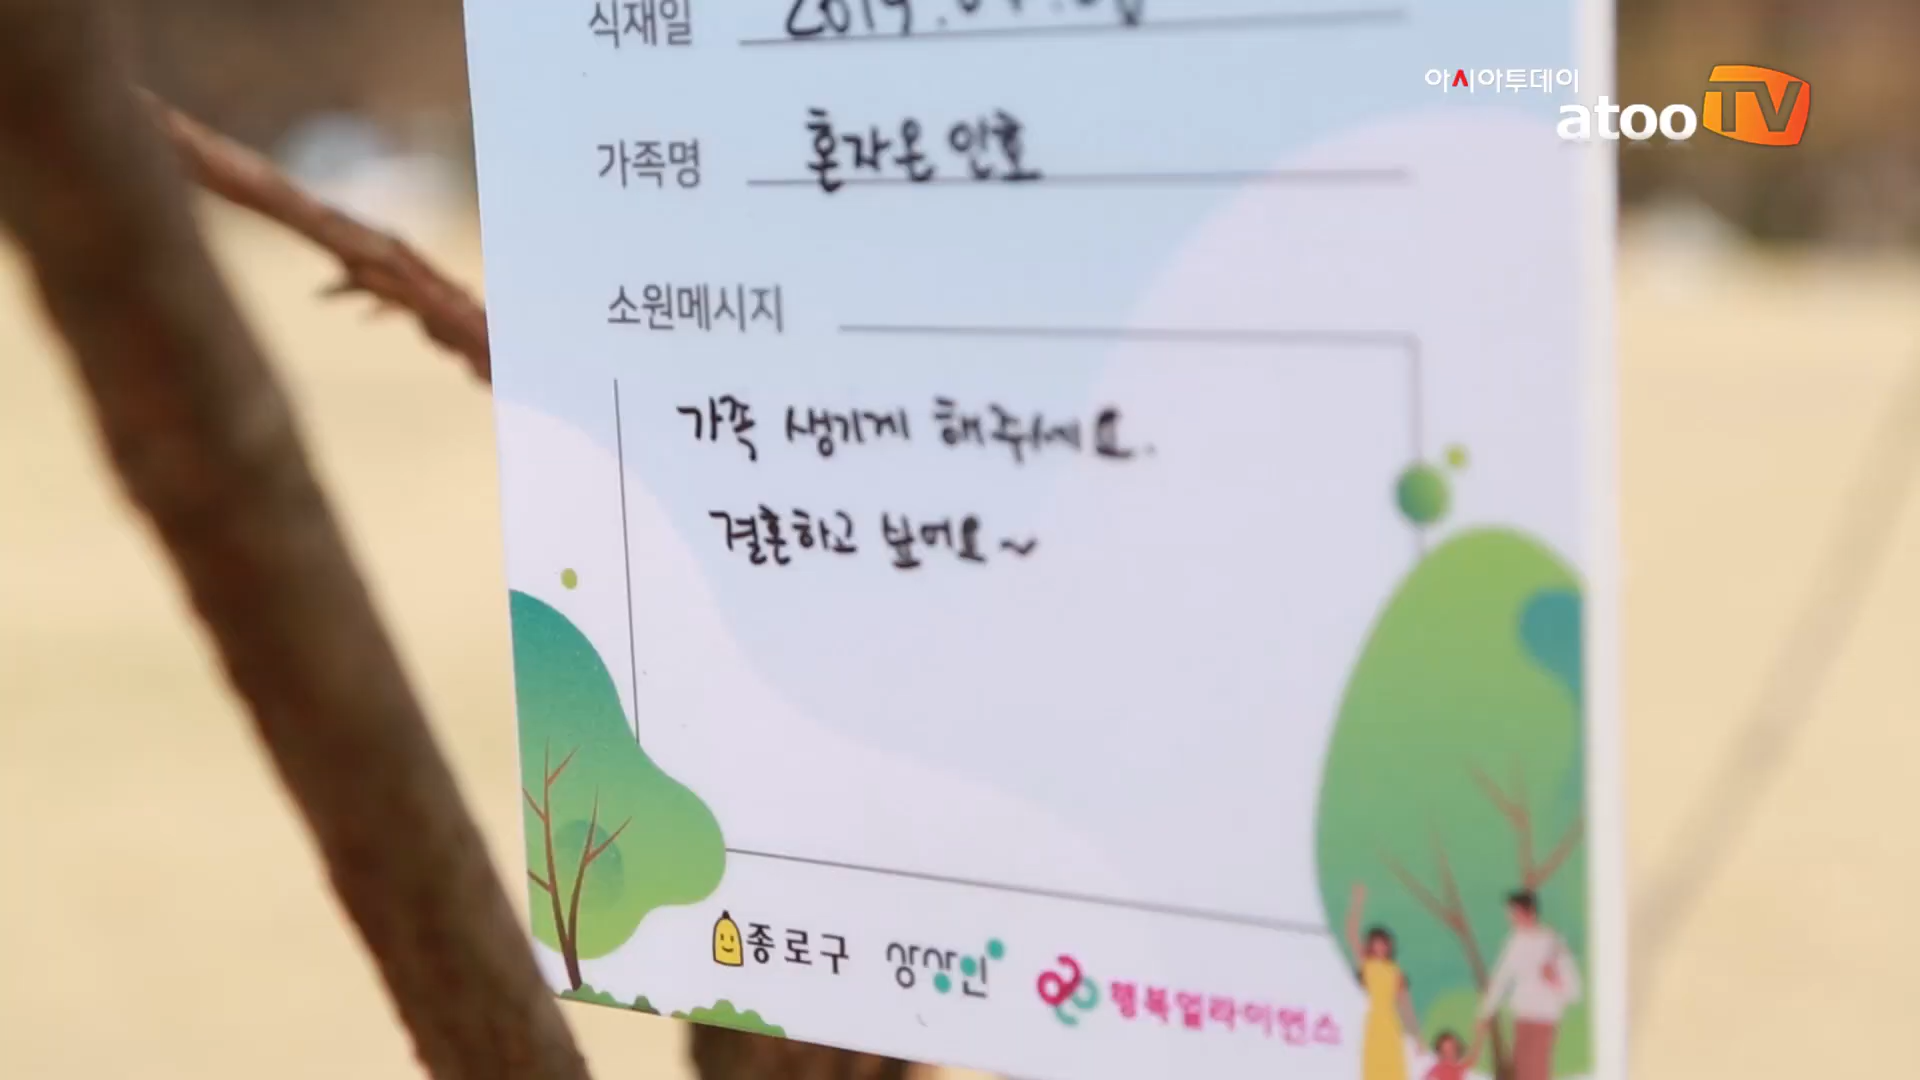 식재일
아시아투데이
atooTV
가족명 혼자온 인호
소원메시지
가족 생기게 해주세요.
결혼하고 싶어요~
종로구 상상인 행복얼라이언스